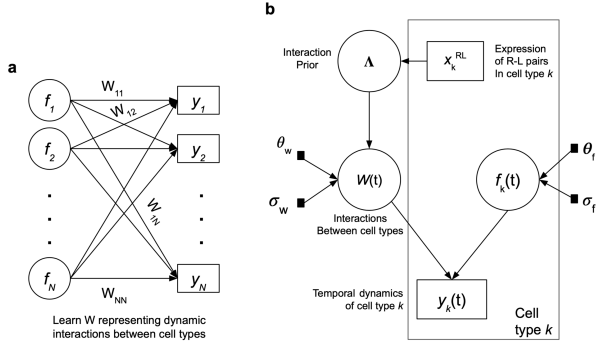 a
f1
f2
fN
W11
W12
W1N
WNN
y1
y2
yN
Learn W representing dynamic
interactions between cell types
b
Interaction
Prior
Λ
xkRL
Expression
of R-L pairs
In cell type k
θw
σw
W(t)
Interactions
Between cell types
fk(t)
θf
σf
Temporal dynamics
of cell type k
yk(t)
Cell
type k